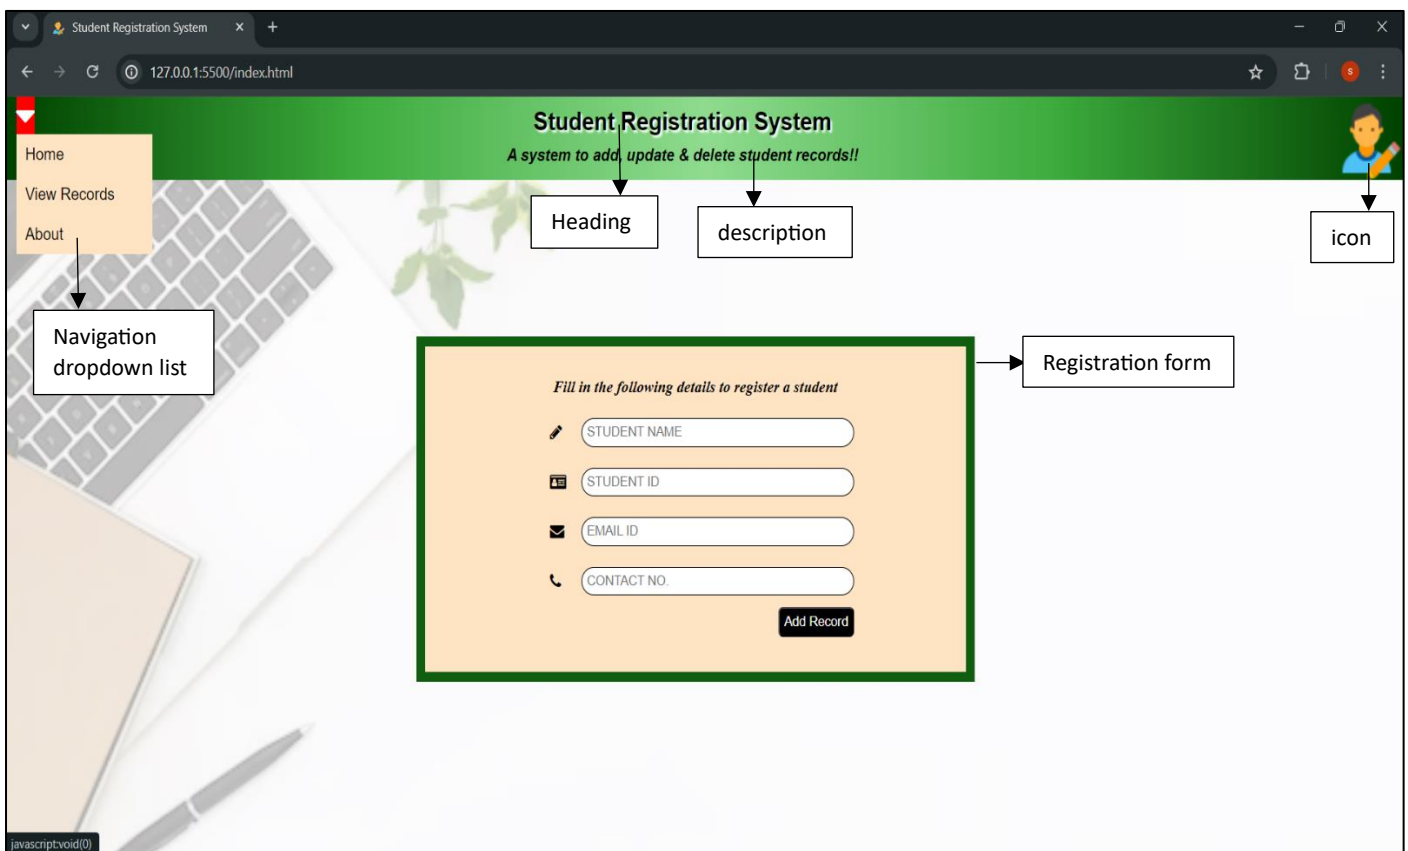 Student Registration System
127.0.0.1:5500/index.html
S
Student Registration System
A system to add, update & delete student records!!
Home
View Records
About
Heading
description
icon
Navigation
dropdown list
Registration form
Fill in the following details to register a student
STUDENT NAME
STUDENT ID
EMAIL ID
CONTACT NO.
Add Record
javascript:void(0)